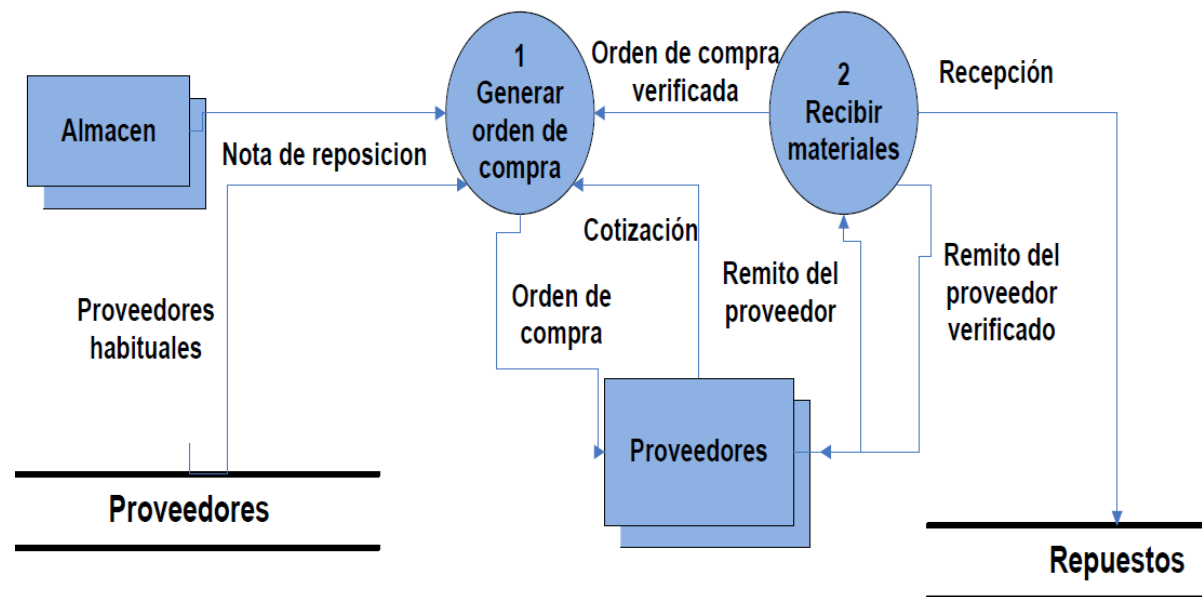 1
Generar
orden de
compra
Orden de compra
verificada
2
Recibir
materiales
Recepción
Almacen
Nota de reposicion
Cotización
Remito del
proveedor
Remito del
proveedor
verificado
Orden de
compra
Proveedores
habituales
Proveedores
Proveedores
Repuestos